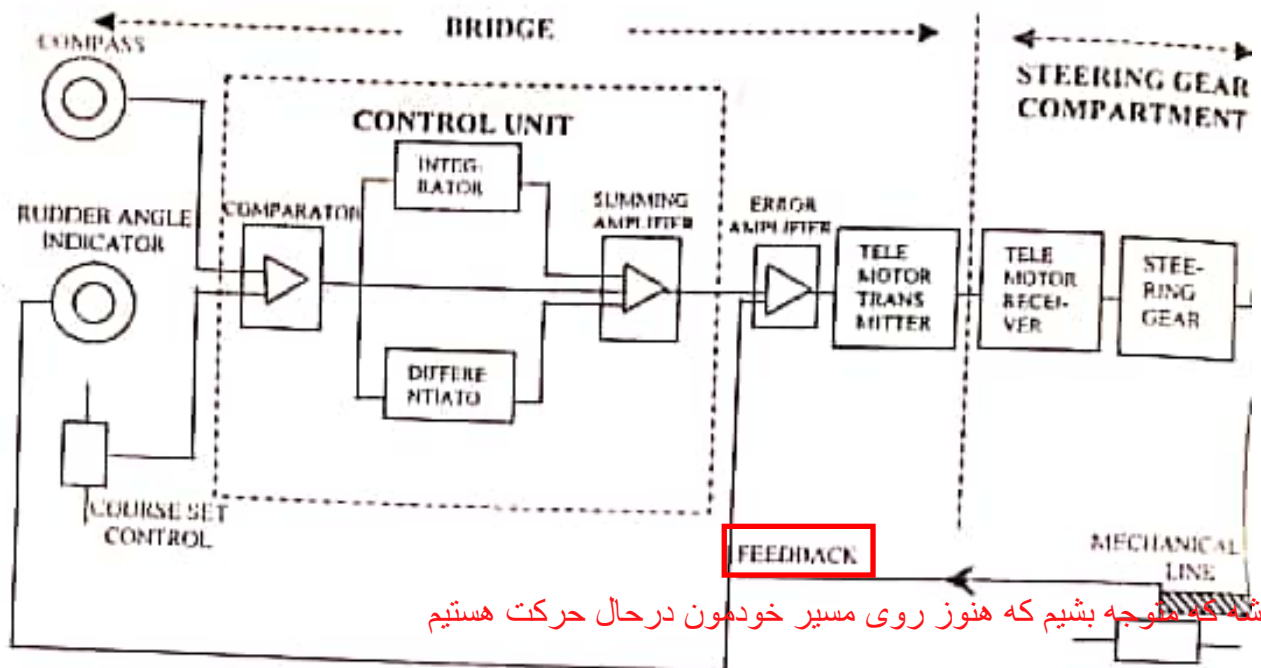 BRIDGE
COMPASS
STEERING GEAR
COMPARTMENT
CONTROL UNIT
INTEG-
RATOR
SUMMING
AMPLIFIER
ERROR
AMPLIFIER
RUDDER ANGLE
INDICATOR
COMPARATOR
TELE
MOTOR
TRANS
MITTER
TELE
MOTOR
RECEI-
VER
STEE-
RING
GEAR
DIFFERE
NTIATO
COURSE SET
CONTROL
FEEDBACK
MECHANICAL
LINE
شه که متوجه بشیم که هنوز روی مسیر خودمون درحال حرکت هستیم